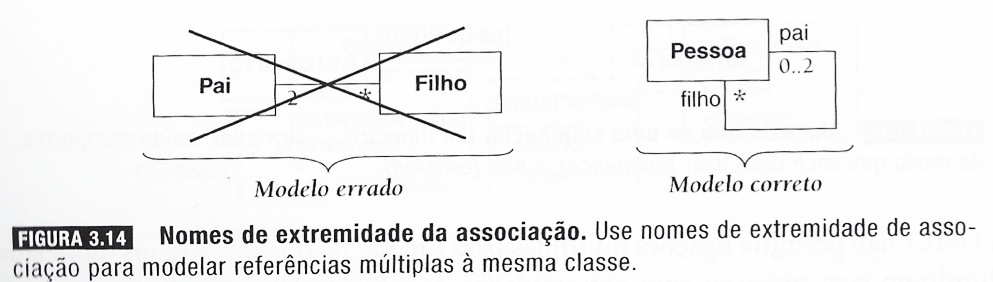 Pai
2
*
Filho
Modelo errado
Pessoa
pai
0..2
filho
*
Modelo correto
FIGURA 3.14 Nomes de extremidade da associação. Use nomes de extremidade de asso-
ciação para modelar referências múltiplas à mesma classe.